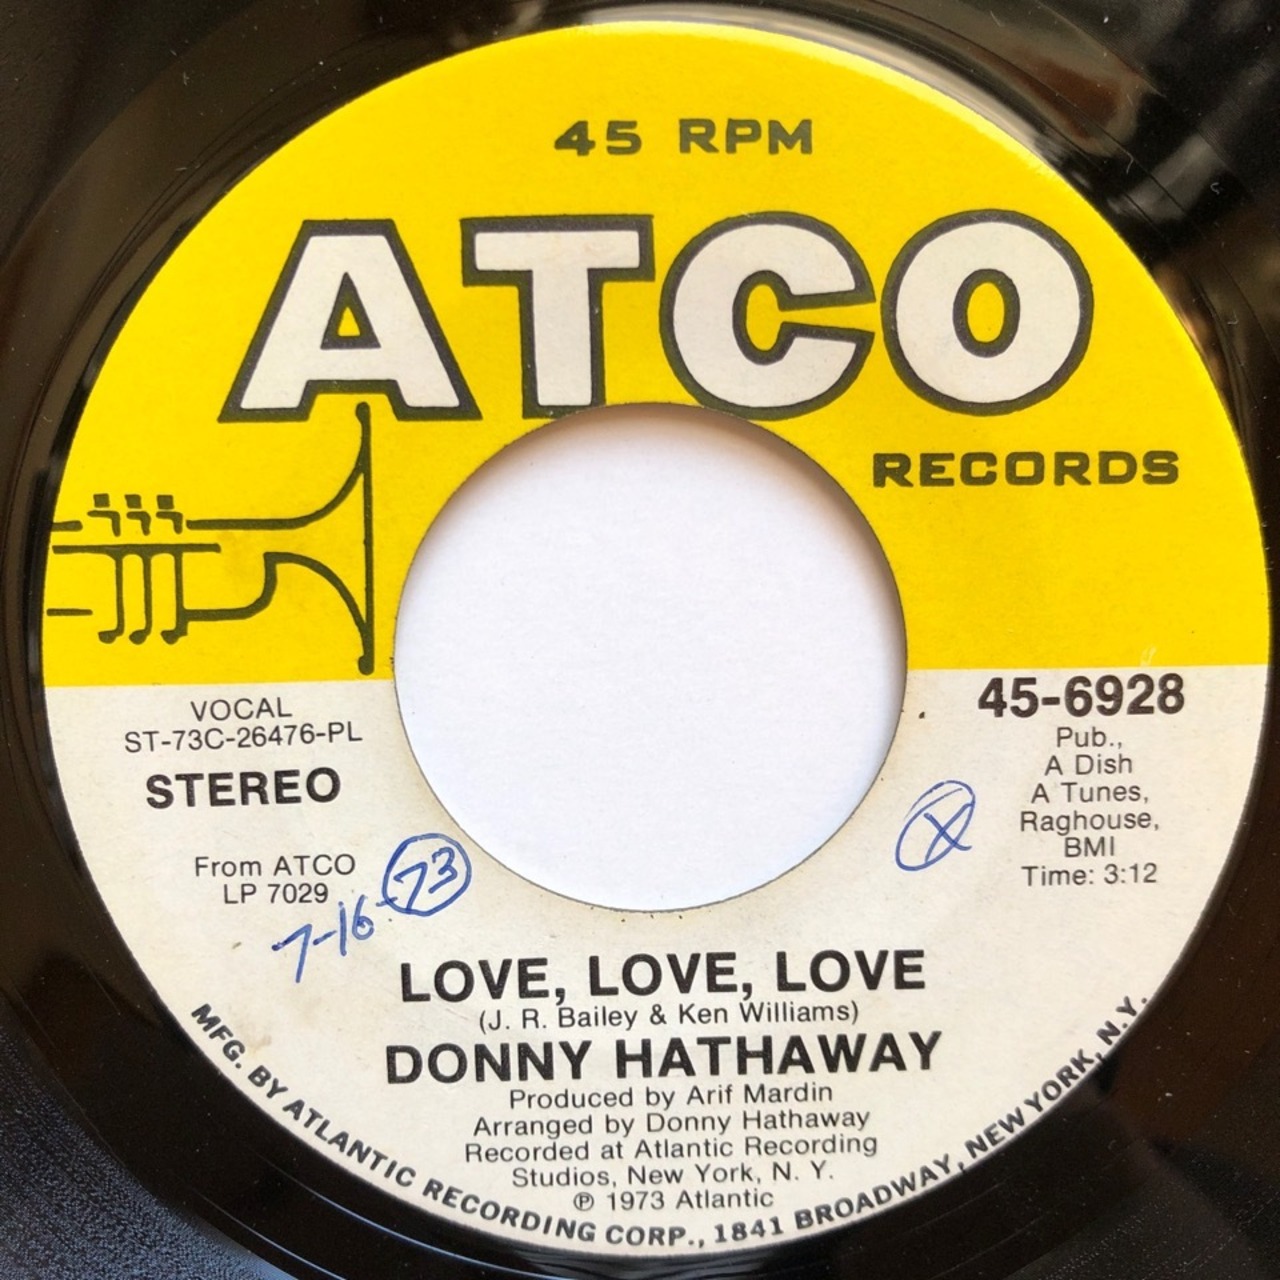 45 RPM
ATCO
RECORDS
VOCAL
ST-73C-26476-PL
STEREO
From ATCO
LP 7029
7-16-73
45-6928
Pub.,
A Dish
A Tunes,
Raghouse,
BMI
Time: 3:12
X
LOVE, LOVE, LOVE
(J. R. Bailey & Ken Williams)
DONNY HATHAWAY
Produced by Arif Mardin
Arranged by Donny Hathaway
Recorded at Atlantic Recording
Studios, New York, N. Y.
℗ 1973 Atlantic
MFG. BY ATLANTIC RECORDING CORP., 1841 BROADWAY, NEW YORK, N.Y.